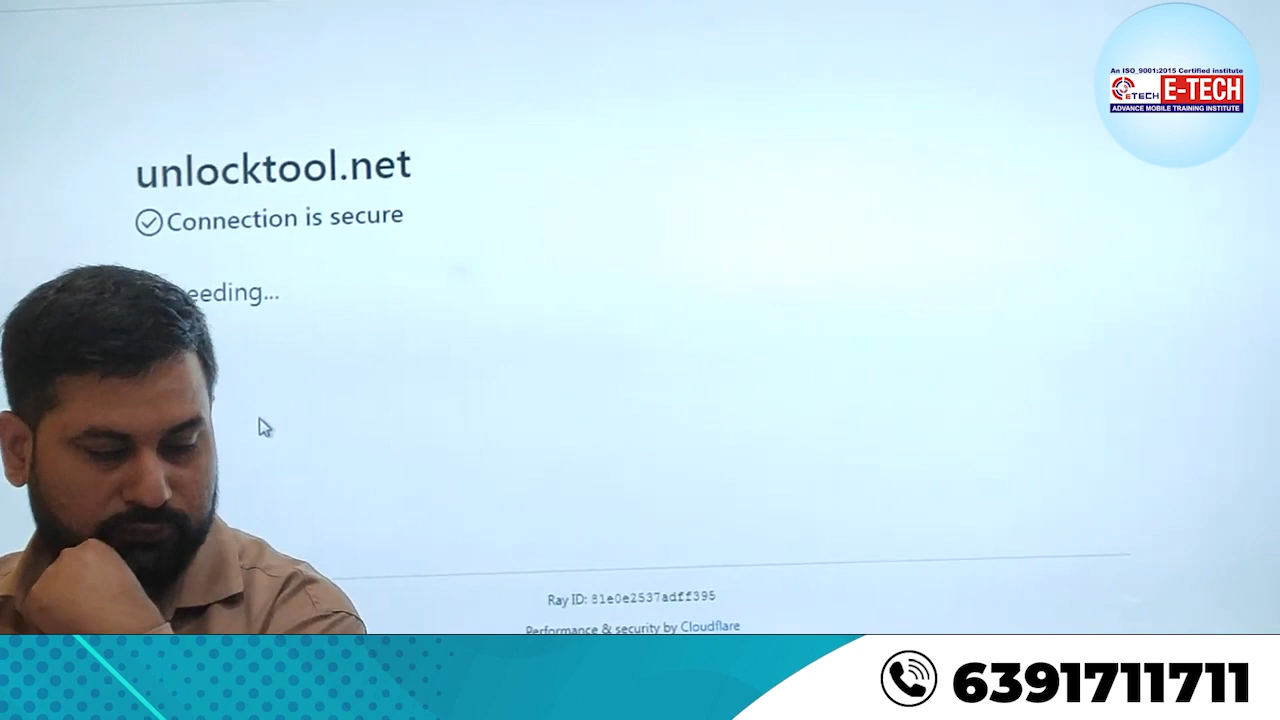 An ISO 9001:2015 Certified institute
ETECH E-TECH
ADVANCE MOBILE TRAINING INSTITUTE
unlocktool.net
Connection is secure
eeding...
Ray ID: 81e0e2537adff395
Performance & security by Cloudflare
6391711711